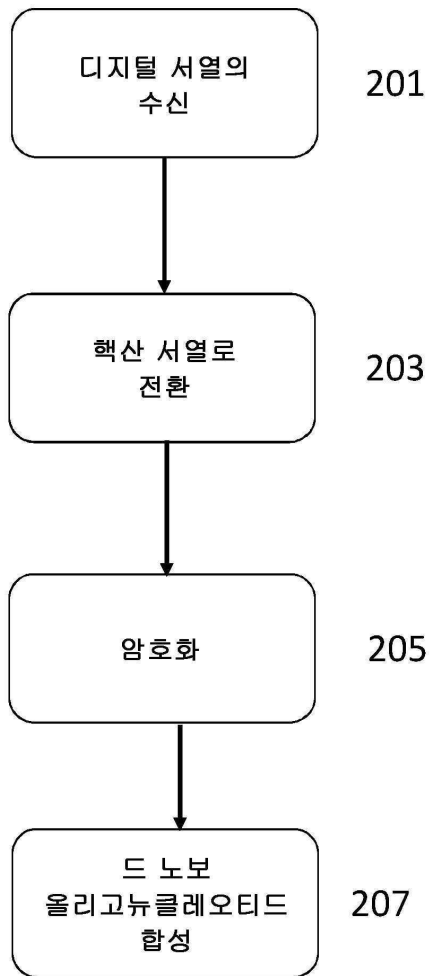 디지털 서열의
수신
201
핵산 서열로
전환
203
암호화
205
드 노보
올리고뉴클레오티드
합성
207